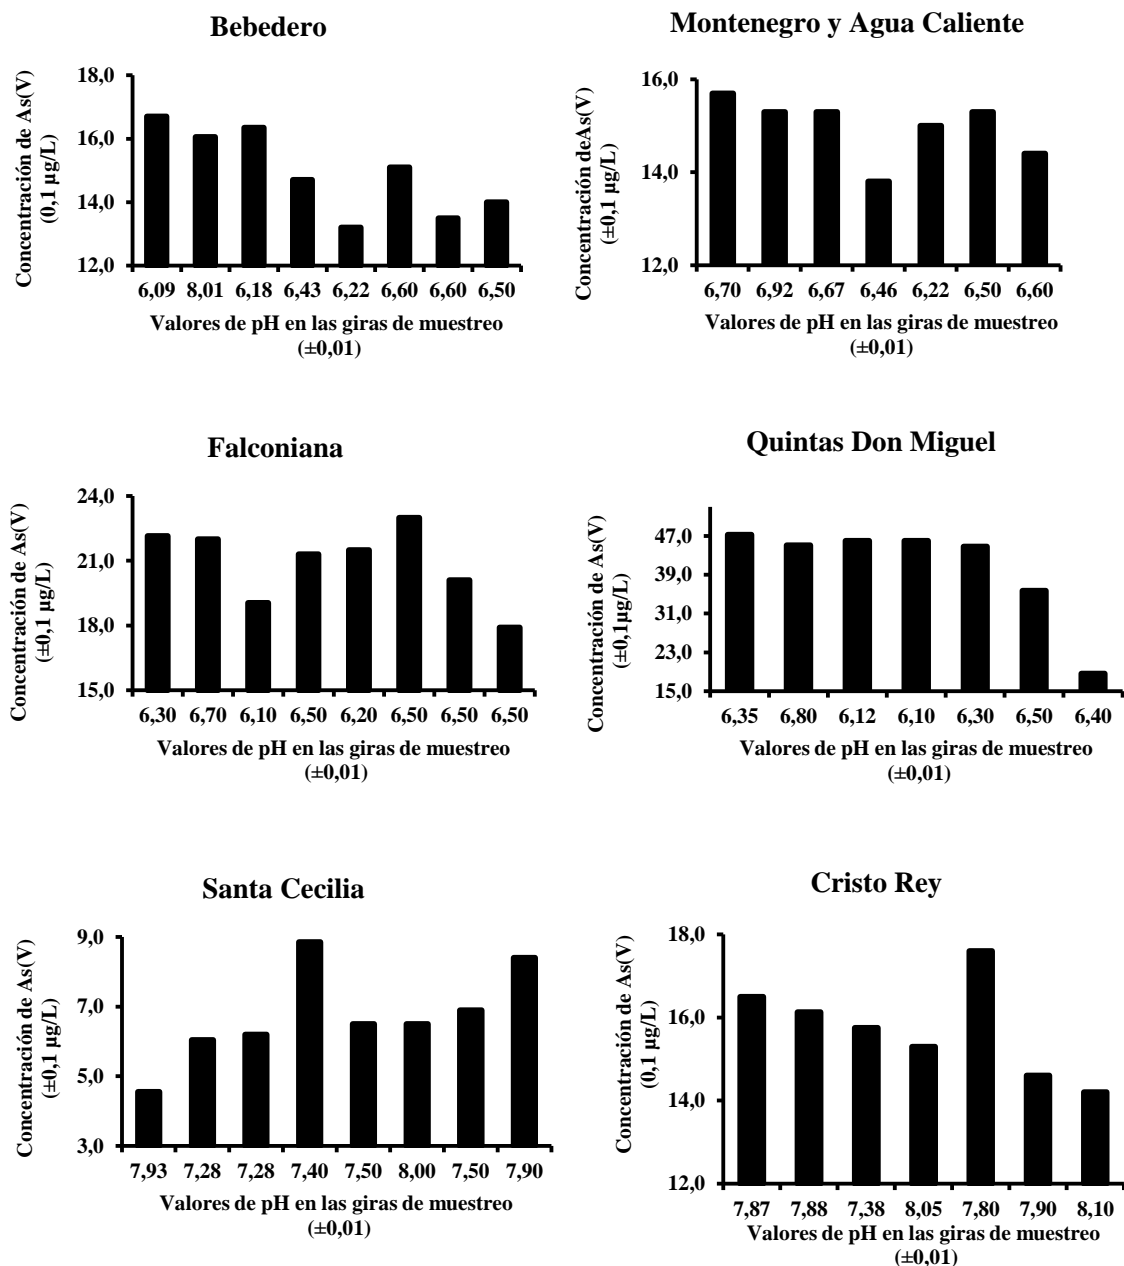 Bebedero
Concentración de As(V)
(0,1 µg/L)
18,0
16,0
14,0
12,0
6,09 8,01 6,18 6,43 6,22 6,60 6,60 6,50
Valores de pH en las giras de muestreo
(±0,01)
Montenegro y Agua Caliente
Concentración deAs(V)
(±0,1 µg/L)
16,0
14,0
12,0
6,70 6,92 6,67 6,46 6,22 6,50 6,60
Valores de pH en las giras de muestreo
(±0,01)
Falconiana
Concentración de As(V)
(±0,1 µg/L)
24,0
21,0
18,0
15,0
6,30 6,70 6,10 6,50 6,20 6,50 6,50 6,50
Valores de pH en las giras de muestreo
(±0,01)
Quintas Don Miguel
Concentración de As(V)
(±0,1µg/L)
47,0
39,0
31,0
23,0
15,0
6,35 6,80 6,12 6,10 6,30 6,50 6,40
Valores de pH en las giras de muestreo
(±0,01)
Santa Cecilia
Concentración de As(V)
(±0,1 µg/L)
9,0
7,0
5,0
3,0
7,93 7,28 7,28 7,40 7,50 8,00 7,50 7,90
Valores de pH en las giras de muestreo
(±0,01)
Cristo Rey
Concentración de As(V)
(0,1 µg/L)
18,0
16,0
14,0
12,0
7,87 7,88 7,38 8,05 7,80 7,90 8,10
Valores de pH en las giras de muestreo
(±0,01)